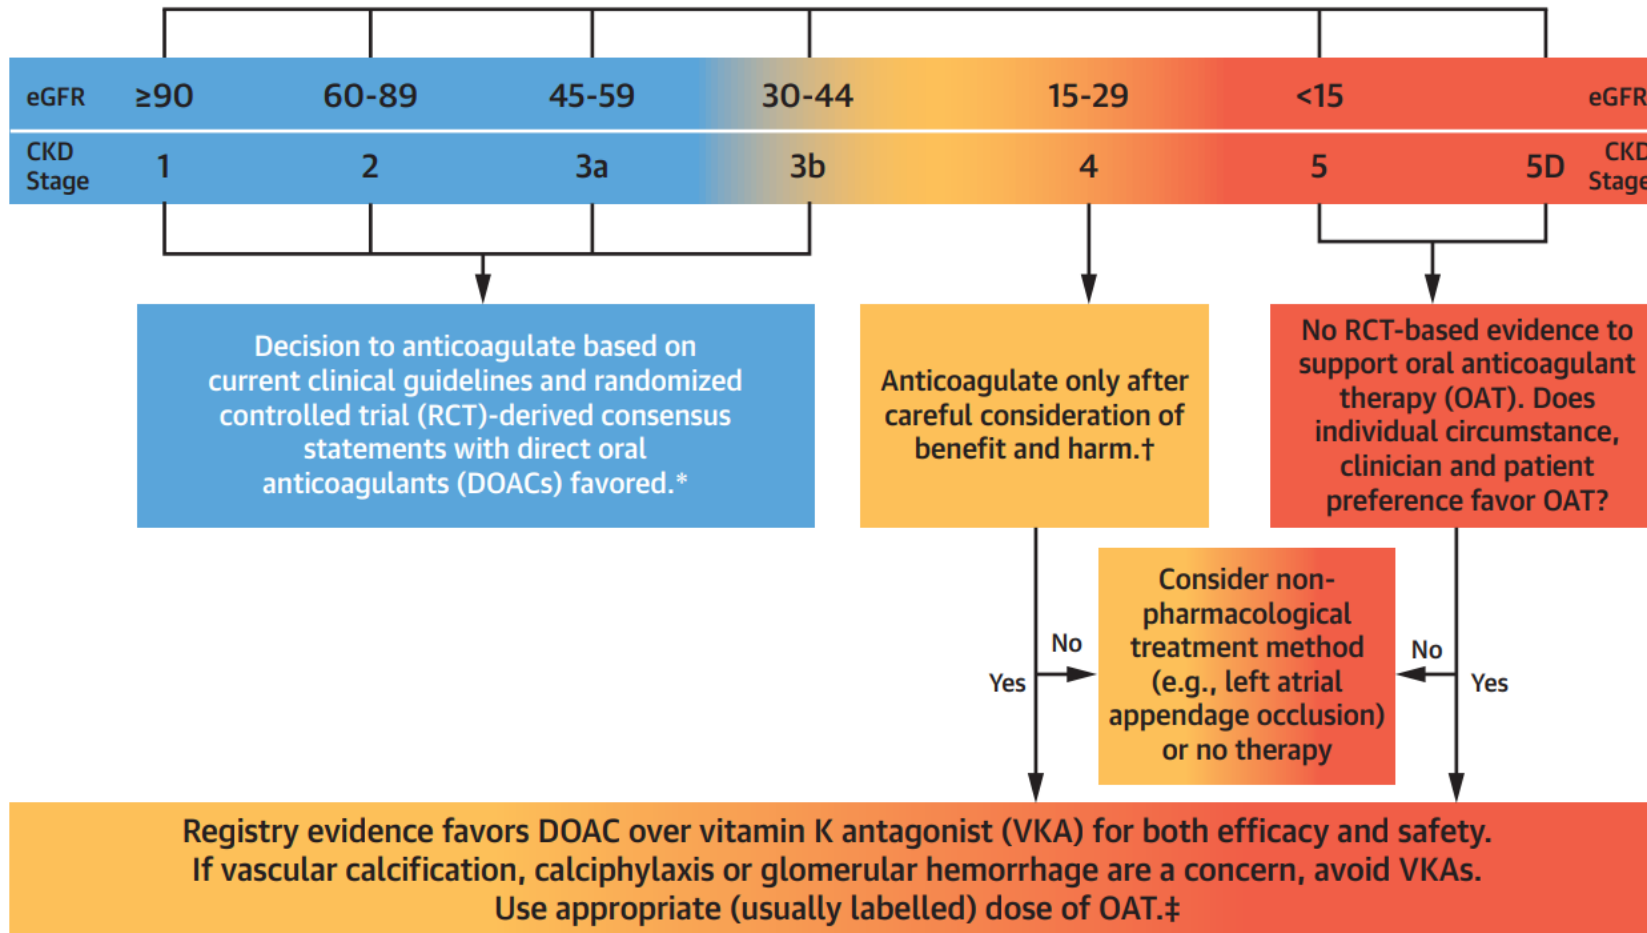 eGFR ≥90 60-89 45-59 30-44 15-29 <15 eGFR
CKD
Stage
1 2 3a 3b 4 5 5D
CKD
Stage
Decision to anticoagulate based on
current clinical guidelines and randomized
controlled trial (RCT)-derived consensus
statements with direct oral
anticoagulants (DOACs) favored.*
Anticoagulate only after
careful consideration of
benefit and harm.†
No RCT-based evidence to
support oral anticoagulant
therapy (OAT). Does
individual circumstance,
clinician and patient
preference favor OAT?
Consider non-
pharmacological
treatment method
(e.g., left atrial
appendage occlusion)
or no therapy
No
Yes
No
Yes
Registry evidence favors DOAC over vitamin K antagonist (VKA) for both efficacy and safety.
If vascular calcification, calciphylaxis or glomerular hemorrhage are a concern, avoid VKAs.
Use appropriate (usually labelled) dose of OAT.‡